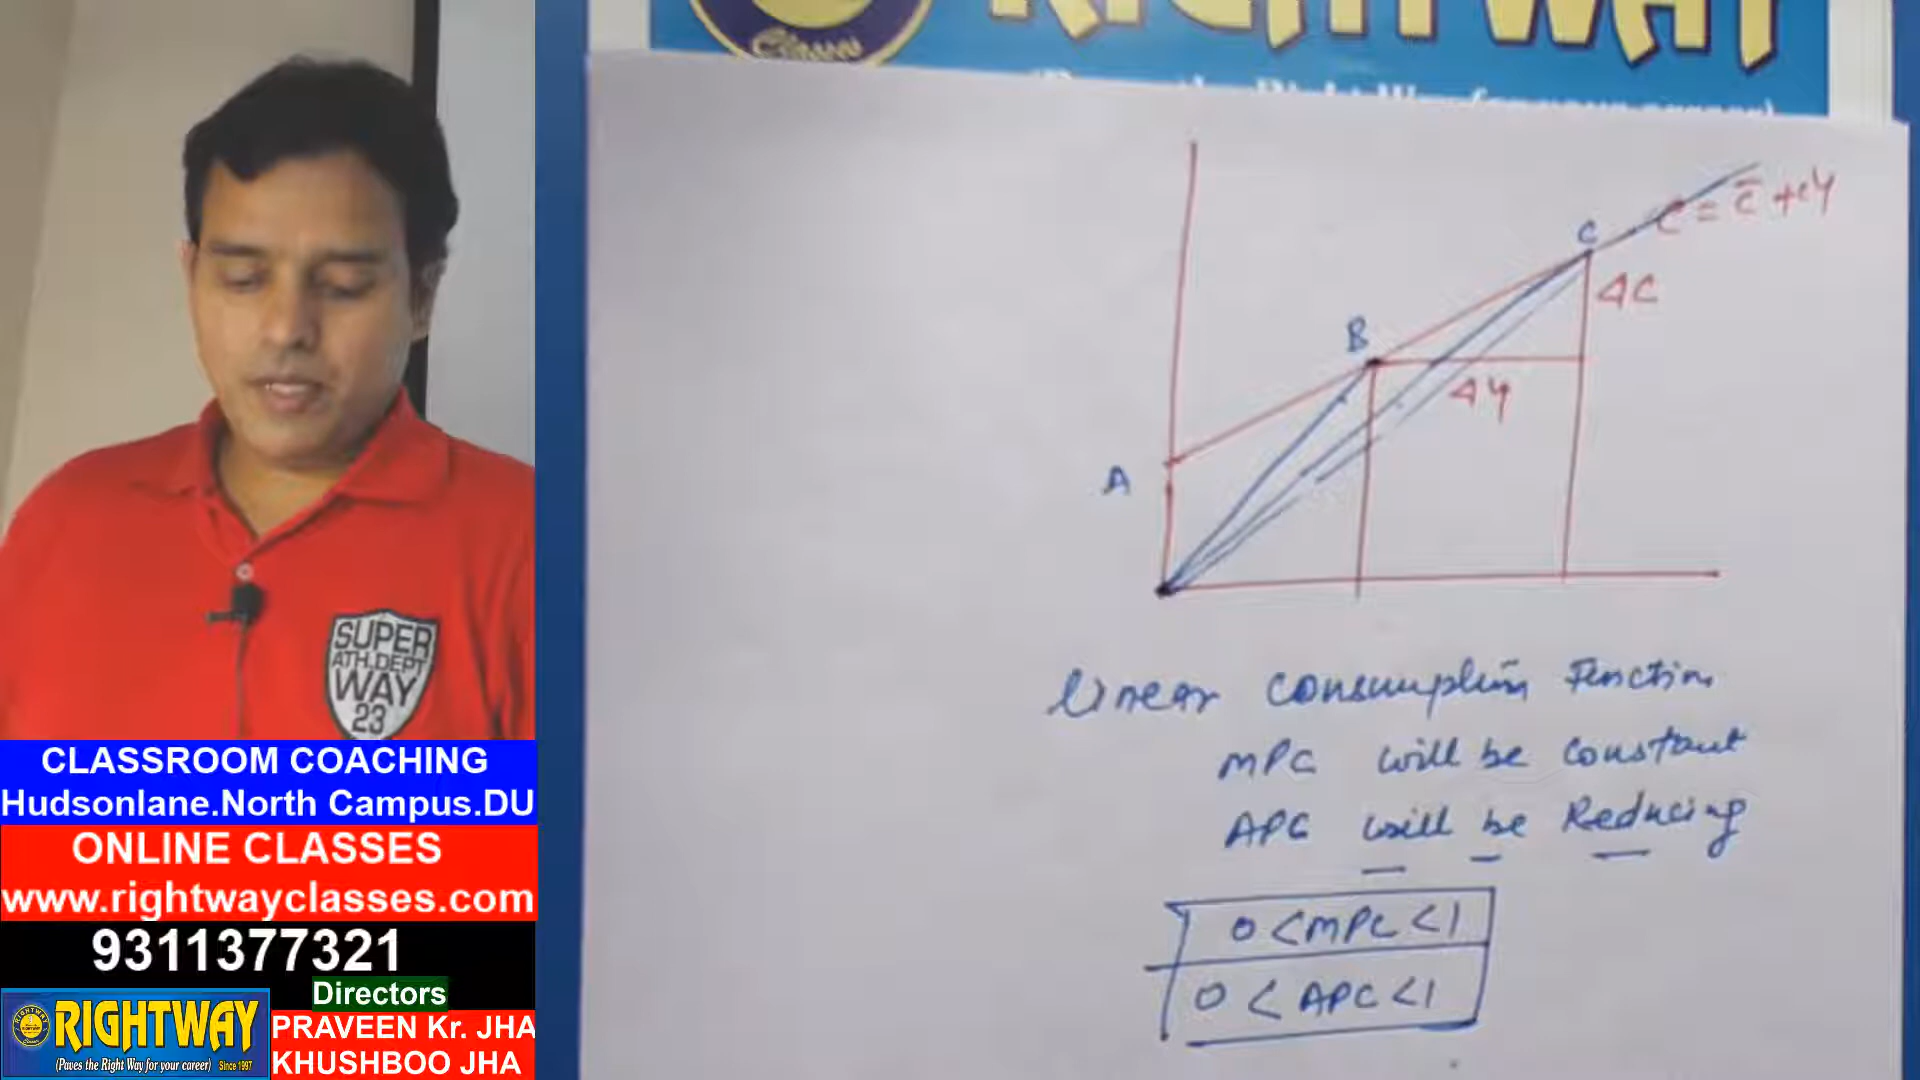 SUPER
ATH.DEPT
WAY
23
CLASSROOM COACHING
Hudsonlane.North Campus.DU
ONLINE CLASSES
www.rightwayclasses.com
9311377321
Directors
RIGHTWAY
(Paves the Right Way for your career) Since 1997
PRAVEEN Kr. JHA
KHUSHBOO JHA
Classes
RIGHTWAY
C = c̄ + cY
C
ΔC
B
ΔY
A
Linear Consumption Function
MPC will be Constant
APC will be Reducing
0 < MPC < 1
0 < APC < 1